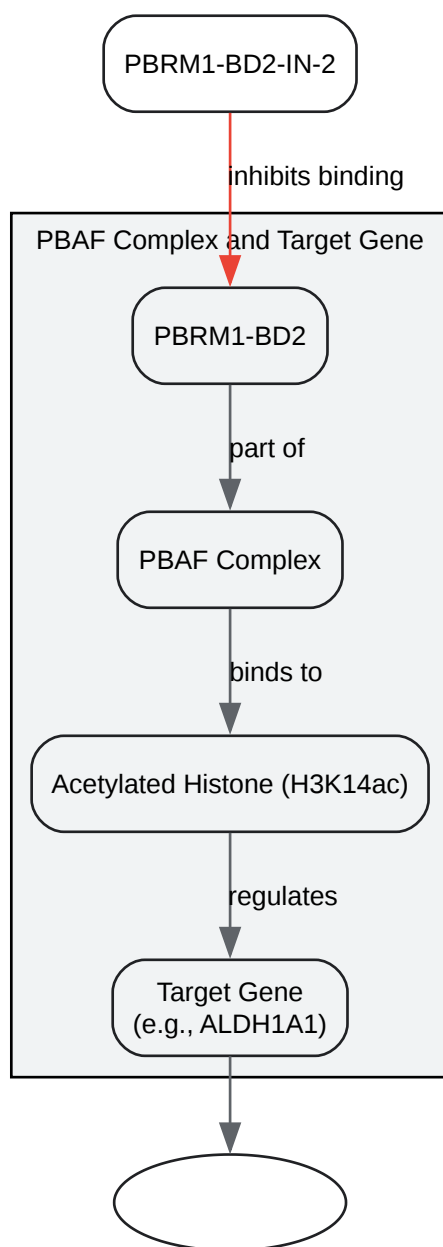 PBRM1-BD2-IN-2
inhibits binding
PBAF Complex and Target Gene
PBRM1-BD2
part of
PBAF Complex
binds to
Acetylated Histone (H3K14ac)
regulates
Target Gene
(e.g., ALDH1A1)